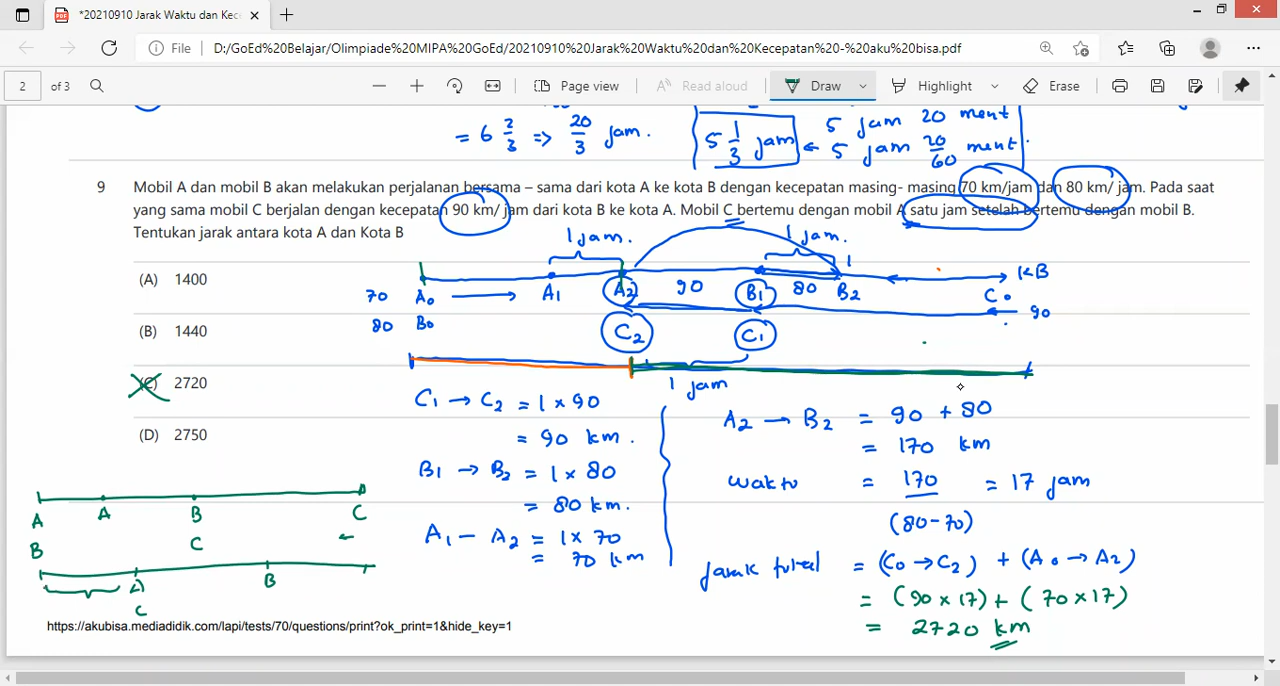 *20210910 Jarak Waktu dan Kece
File D:/GoEd%20Belajar/Olimpiade%20MIPA%20GoEd/20210910%20Jarak%20Waktu%20dan%20Kecepatan%20-%20aku%20bisa.pdf
2 of 3 Page view Read aloud Draw Highlight Erase
= 6 2/3 => 20/3 jam.
5 jam 20 menit
5 1/3 jam ← 5 jam 20/60 menit
9 Mobil A dan mobil B akan melakukan perjalanan bersama – sama dari kota A ke kota B dengan kecepatan masing- masing 70 km/jam dan 80 km/ jam. Pada saat
yang sama mobil C berjalan dengan kecepatan 90 km/ jam dari kota B ke kota A. Mobil C bertemu dengan mobil A satu jam setelah bertemu dengan mobil B.
Tentukan jarak antara kota A dan Kota B
1 jam. 1 jam.
KB
(A) 1400
70 A₀ → A₁ A₂ 90 B₁ 80 B₂ C₀
90
80 B₀
(B) 1440
C₂ C₁
(C) 2720
1 jam
C₁ → C₂ = 1 x 90
= 90 km.
B₁ → B₂ = 1 x 80
= 80 km.
A₁ – A₂ = 1 x 70
= 70 km
A₂ → B₂ = 90 + 80
= 170 km
waktu = 170 / (80-70) = 17 jam
Jarak total = (C₀ → C₂) + (A₀ → A₂)
= (90 x 17) + (70 x 17)
= 2720 km
(D) 2750
A A B C
B C ←
A B
C
https://akubisa.mediadidik.com/lapi/tests/70/questions/print?ok_print=1&hide_key=1